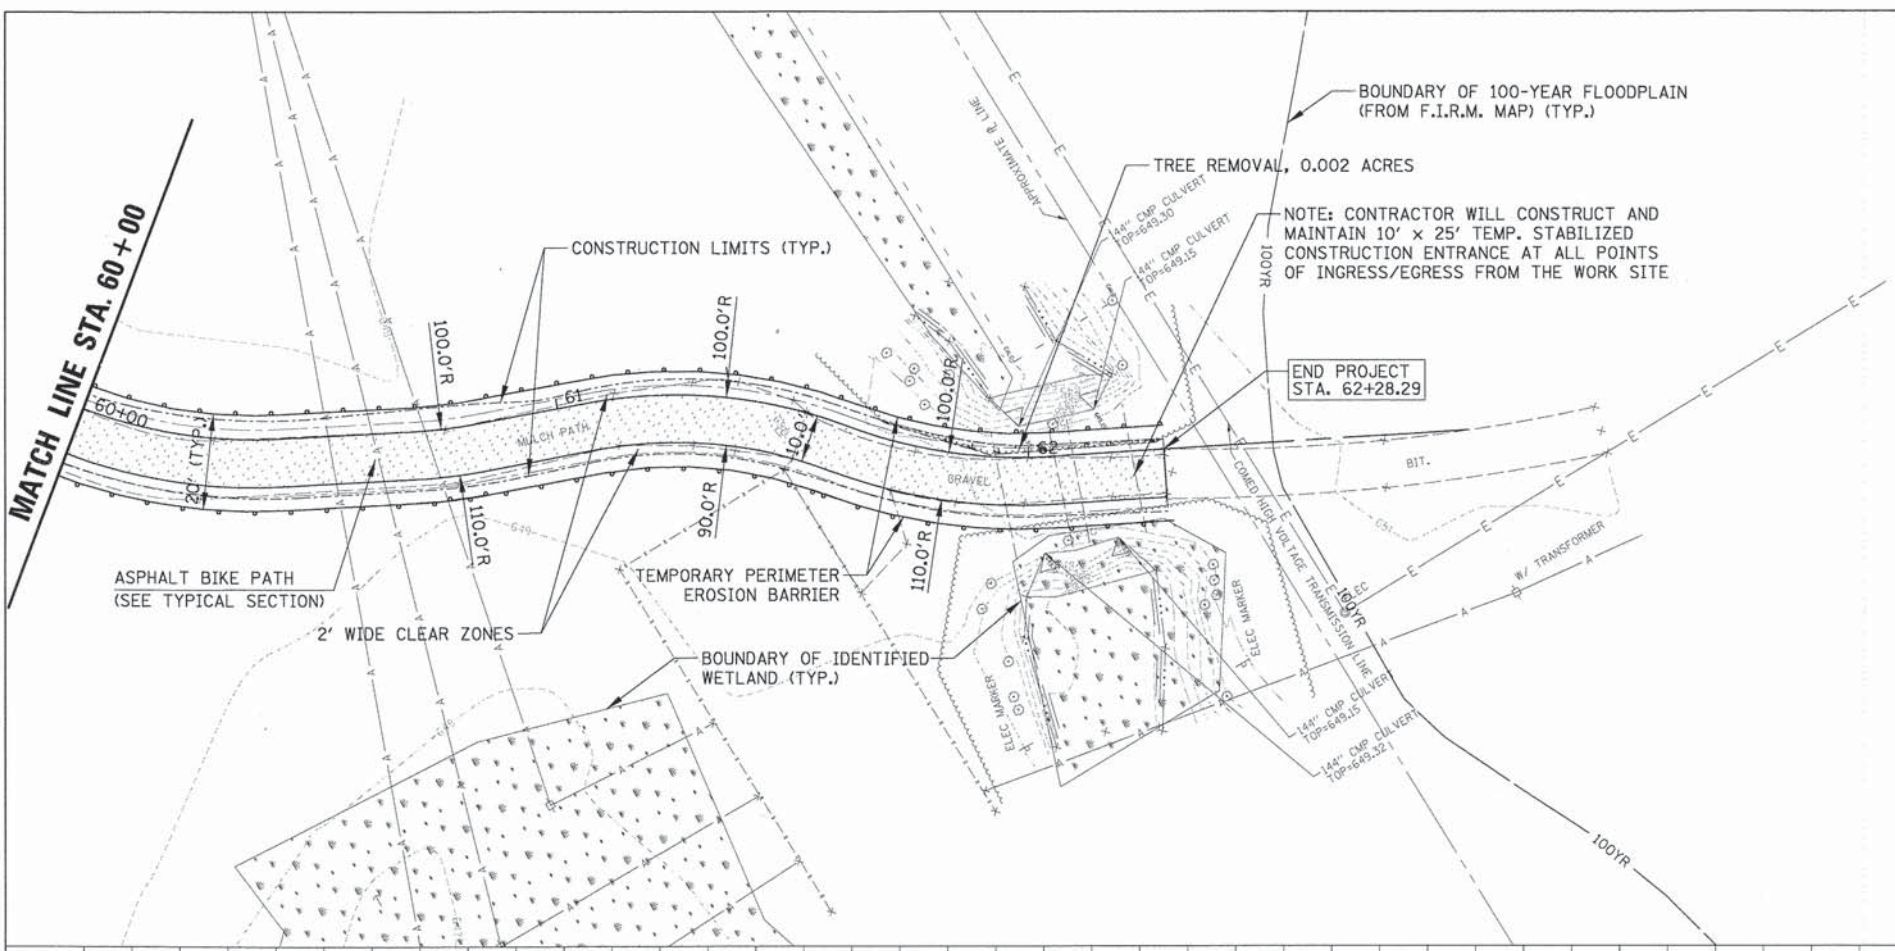 MATCH LINE STA. 60+00
BOUNDARY OF 100-YEAR FLOODPLAIN
(FROM F.I.R.M. MAP) (TYP.)
TREE REMOVAL, 0.002 ACRES
NOTE: CONTRACTOR WILL CONSTRUCT AND
MAINTAIN 10' x 25' TEMP. STABILIZED
CONSTRUCTION ENTRANCE AT ALL POINTS
OF INGRESS/EGRESS FROM THE WORK SITE
APPROXIMATE ℞ LINE
144" CMP CULVERT
TOP=649.30
144" CMP CULVERT
TOP=649.15
100YR
CONSTRUCTION LIMITS (TYP.)
100.0'R
100.0'R
100.0'R
END PROJECT
STA. 62+28.29
60+00
61
62
20' (TYP.)
MULCH PATH
10.0'
GRAVEL
BIT.
110.0'R
90.0'R
110.0'R
649
651
ASPHALT BIKE PATH
(SEE TYPICAL SECTION)
2' WIDE CLEAR ZONES
TEMPORARY PERIMETER
EROSION BARRIER
BOUNDARY OF IDENTIFIED
WETLAND (TYP.)
COMED HIGH VOLTAGE TRANSMISSION LINE
ELEC
100YR
W/ TRANSFORMER
ELEC MARKER
ELEC MARKER
144" CMP CULVERT
TOP=649.15
144" CMP CULVERT
TOP=649.32
648
100YR